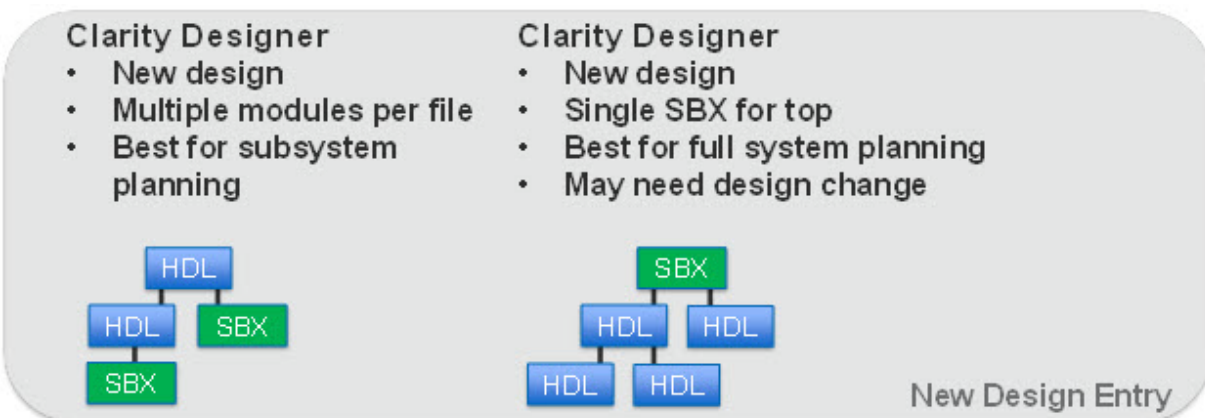 Clarity Designer
• New design
• Multiple modules per file
• Best for subsystem
planning
Clarity Designer
• New design
• Single SBX for top
• Best for full system planning
• May need design change
HDL
HDL
SBX
SBX
SBX
HDL
HDL
HDL
HDL
New Design Entry